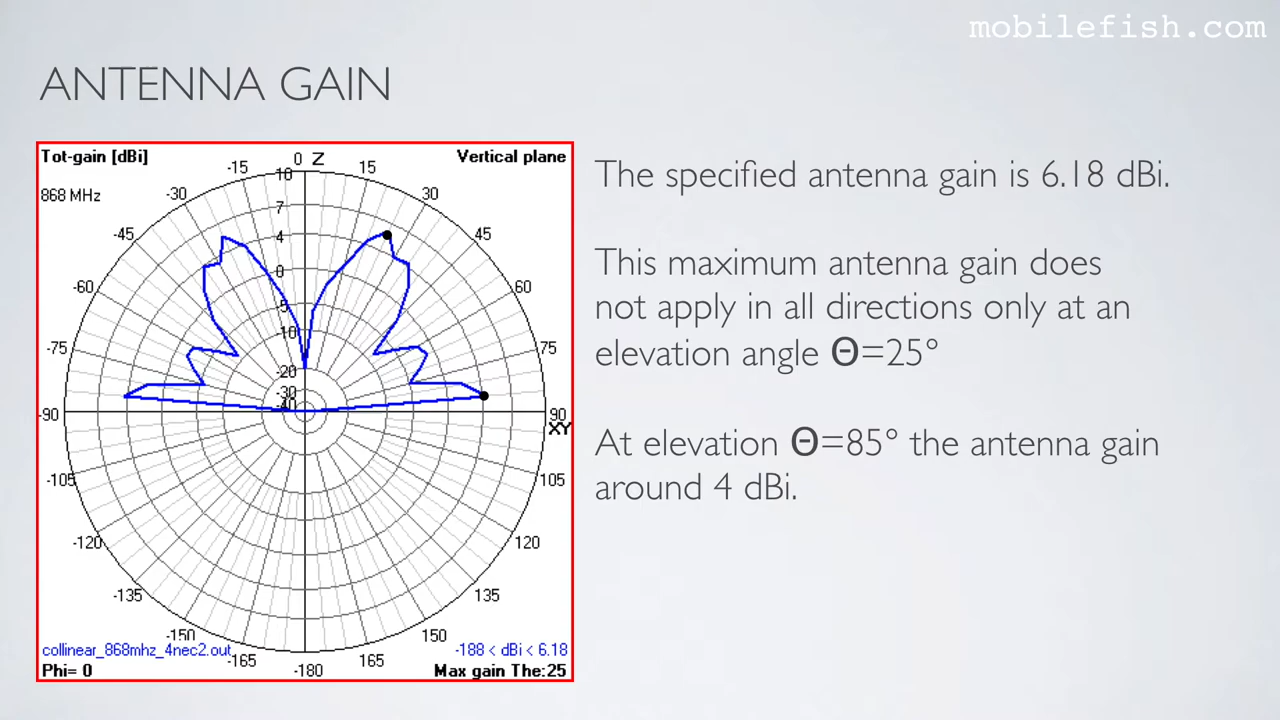 mobilefish.com
ANTENNA GAIN
Tot-gain [dBi]
Vertical plane
868 MHz
0 Z
-15
15
-30
30
-45
45
-60
60
-75
75
-90
90
XY
-105
105
-120
120
-135
135
-150
150
-165
165
-180
10
7
4
0
-5
-10
-20
-30
-40
collinear_868mhz_4nec2.out
-188 < dBi < 6.18
Phi= 0
Max gain The:25
The specified antenna gain is 6.18 dBi.
This maximum antenna gain does
not apply in all directions only at an
elevation angle Θ=25°
At elevation Θ=85° the antenna gain
around 4 dBi.